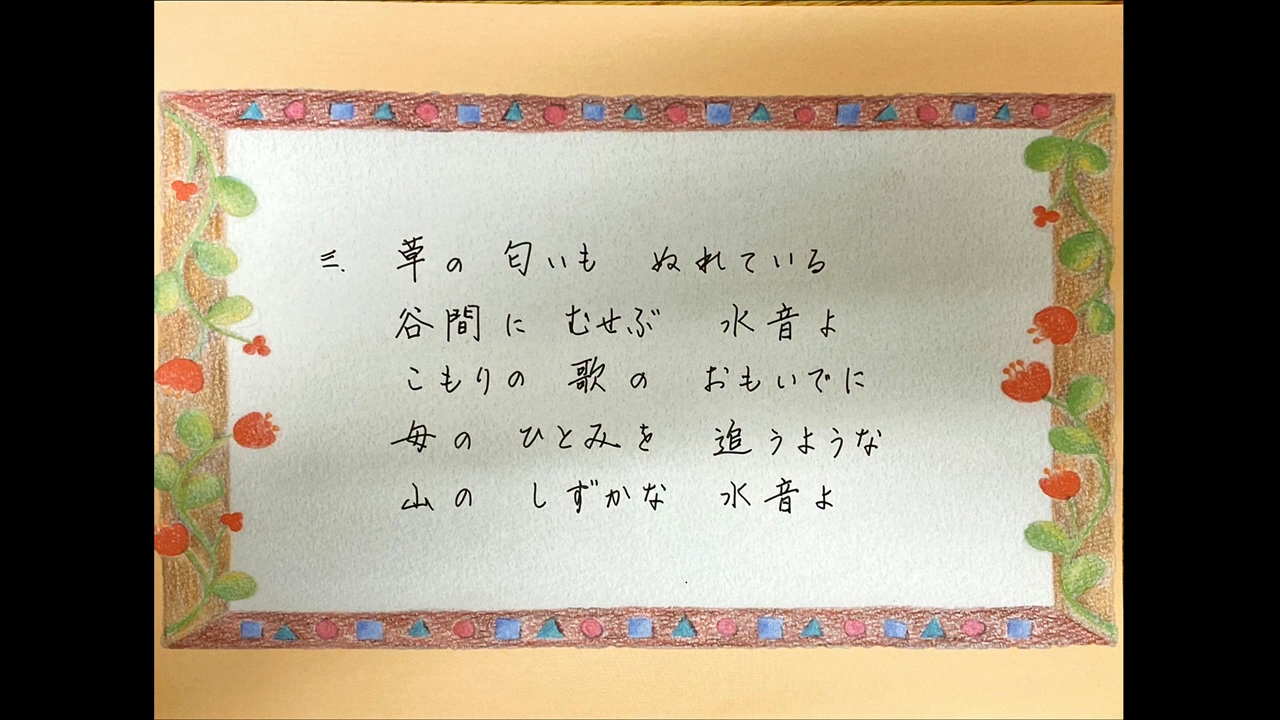 三. 草の 匂いも ぬれている
谷間に むせぶ 水音よ
こもりの 歌の おもいでに
母の ひとみを 追うような
山の しずかな 水音よ